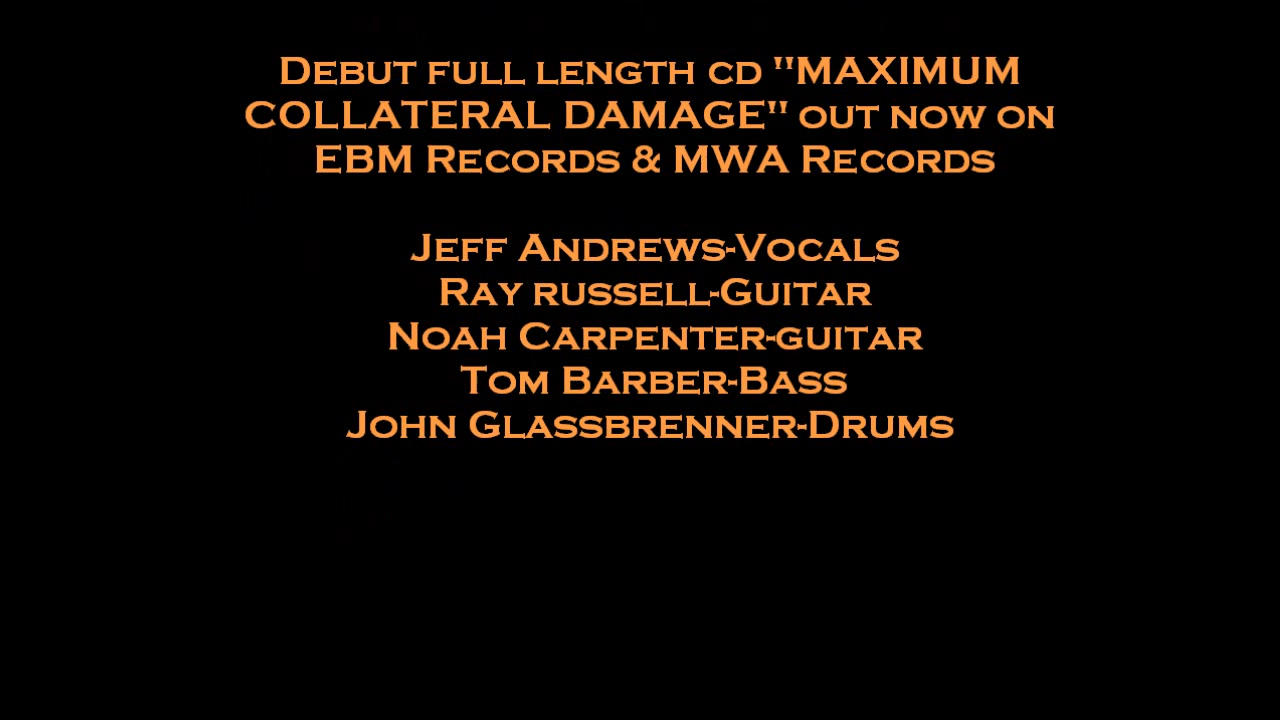 Debut full length cd "MAXIMUM
COLLATERAL DAMAGE" out now on
EBM Records & MWA Records
Jeff Andrews-Vocals
Ray russell-Guitar
Noah Carpenter-guitar
Tom Barber-Bass
John Glassbrenner-Drums